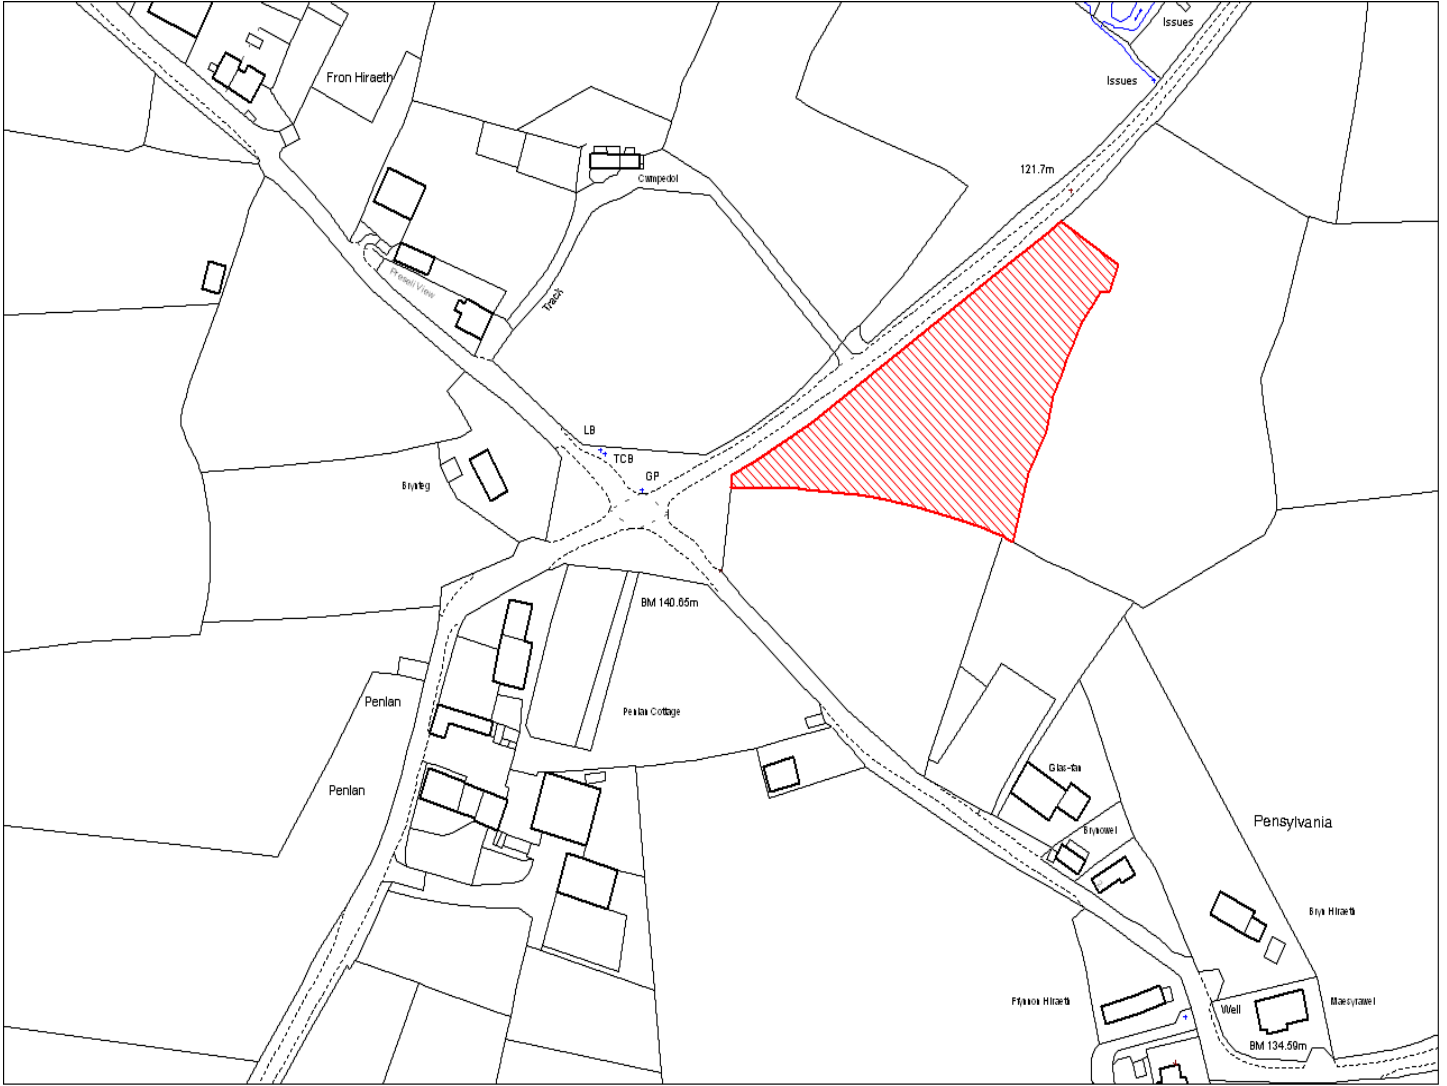 Issues
Fron Hiraeth
Issues
121.7m
Cwmpedol
Preseli View
Track
LB
TCB
GP
Brynteg
BM 140.65m
Penlan
Penlan Cottage
Glas-fan
Penlan
Pensylvania
Brynowel
Bryn Hiraeth
Ffynnon Hiraeth
Maesyrawel
Well
BM 134.59m